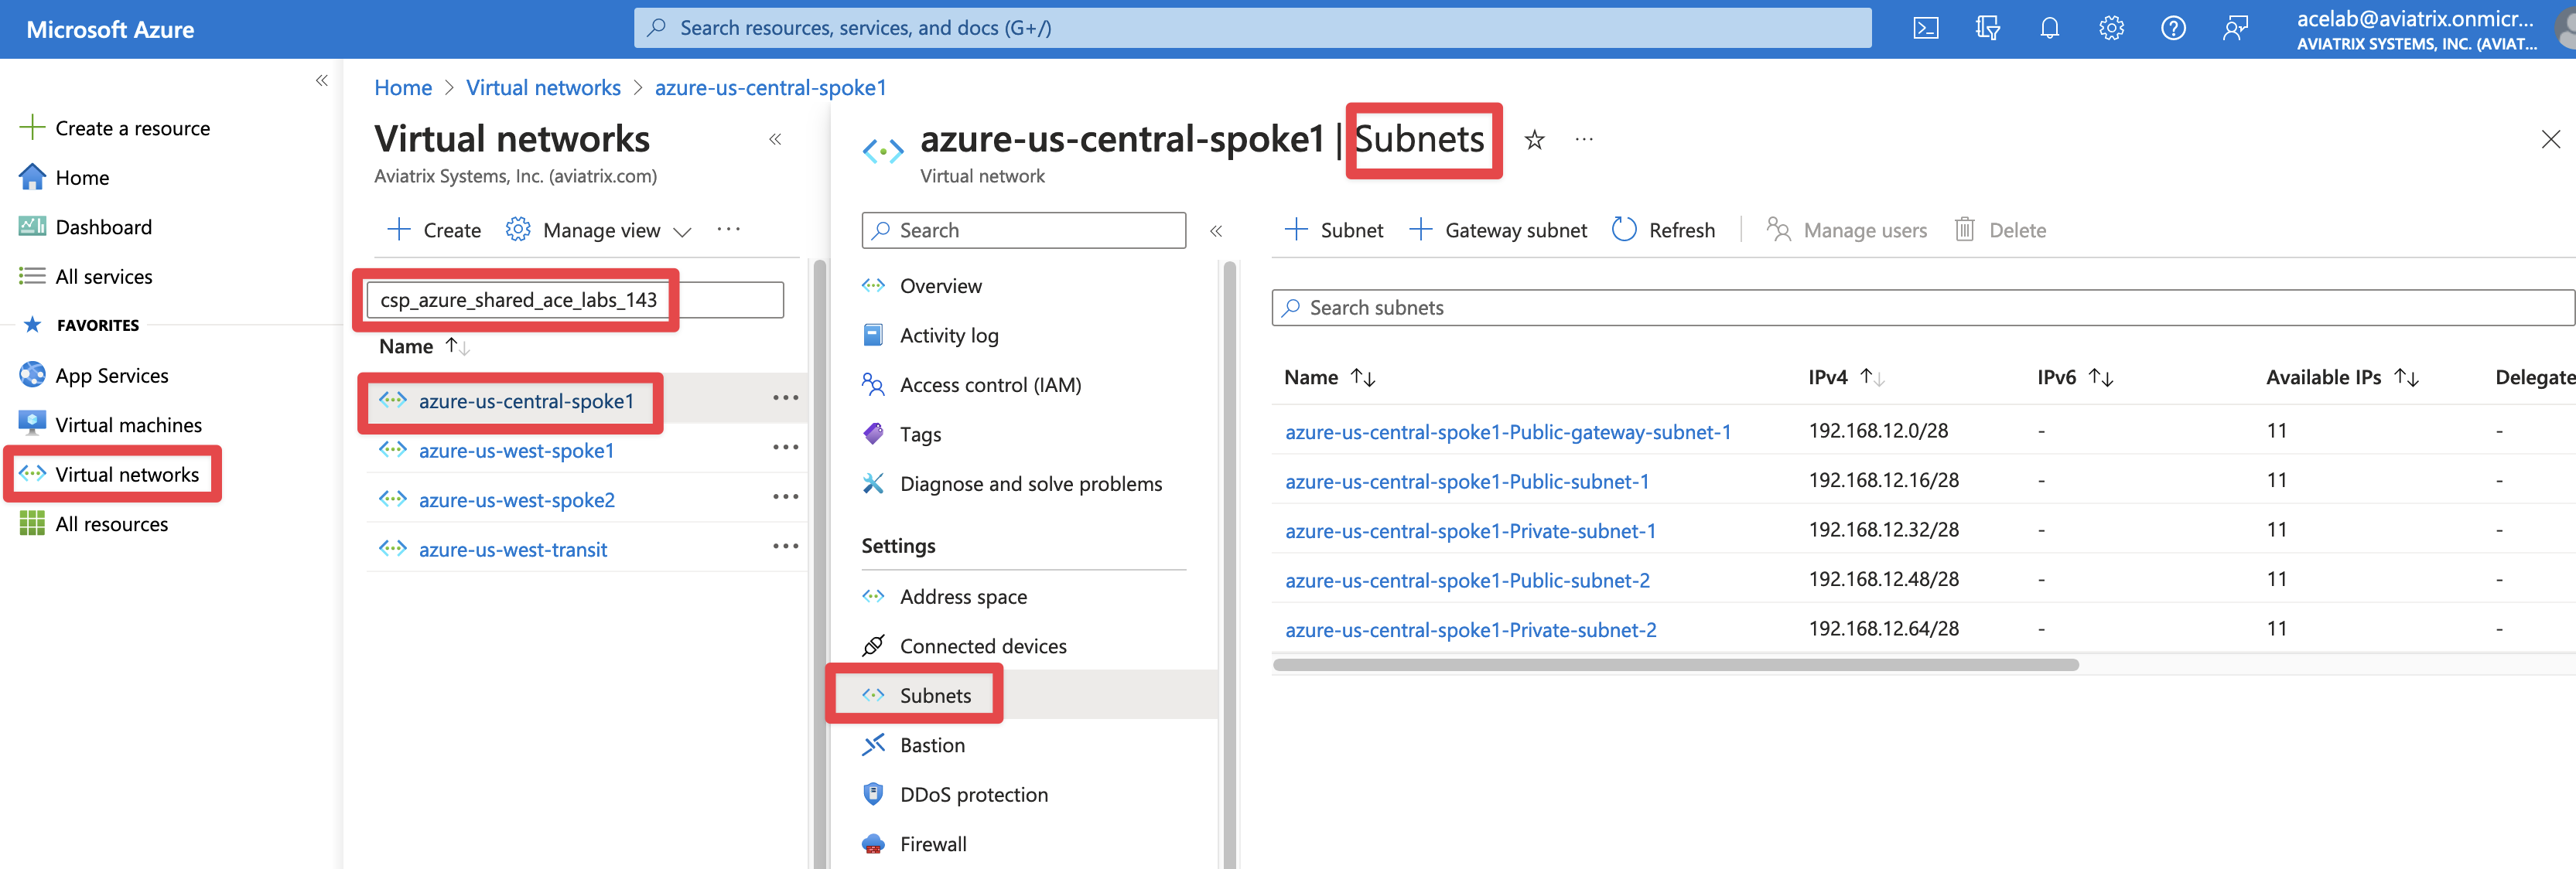 Microsoft Azure
Search resources, services, and docs (G+/)
acelab@aviatrix.onmicr...
AVIATRIX SYSTEMS, INC. (AVIAT...
Create a resource
Home
Dashboard
All services
FAVORITES
App Services
Virtual machines
Virtual networks
All resources
Home > Virtual networks > azure-us-central-spoke1
Virtual networks
Aviatrix Systems, Inc. (aviatrix.com)
Create Manage view ...
csp_azure_shared_ace_labs_143
Name
azure-us-central-spoke1
azure-us-west-spoke1
azure-us-west-spoke2
azure-us-west-transit
azure-us-central-spoke1 | Subnets
Virtual network
Search
Overview
Activity log
Access control (IAM)
Tags
Diagnose and solve problems
Settings
Address space
Connected devices
Subnets
Bastion
DDoS protection
Firewall
Subnet Gateway subnet Refresh Manage users Delete
Search subnets
Name IPv4 IPv6 Available IPs Delegate
azure-us-central-spoke1-Public-gateway-subnet-1 192.168.12.0/28 - 11 -
azure-us-central-spoke1-Public-subnet-1 192.168.12.16/28 - 11 -
azure-us-central-spoke1-Private-subnet-1 192.168.12.32/28 - 11 -
azure-us-central-spoke1-Public-subnet-2 192.168.12.48/28 - 11 -
azure-us-central-spoke1-Private-subnet-2 192.168.12.64/28 - 11 -